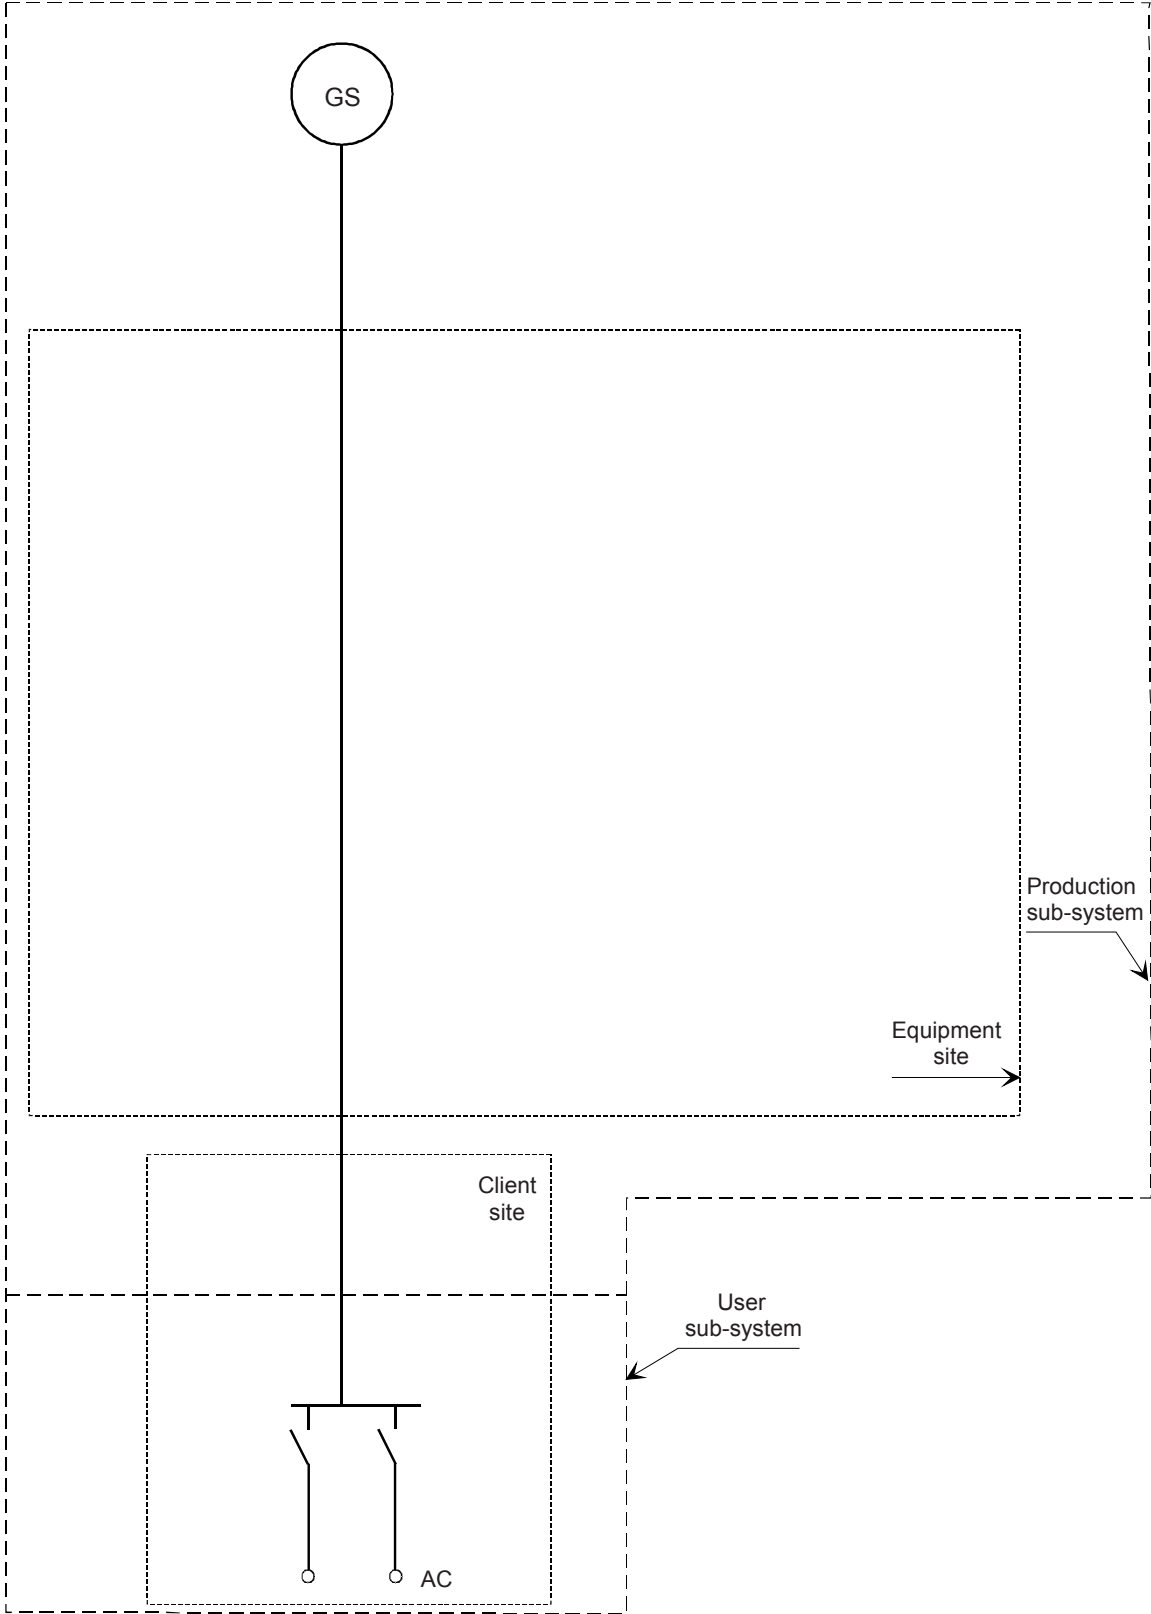 GS
Production
sub-system
Equipment
site
Client
site
User
sub-system
AC